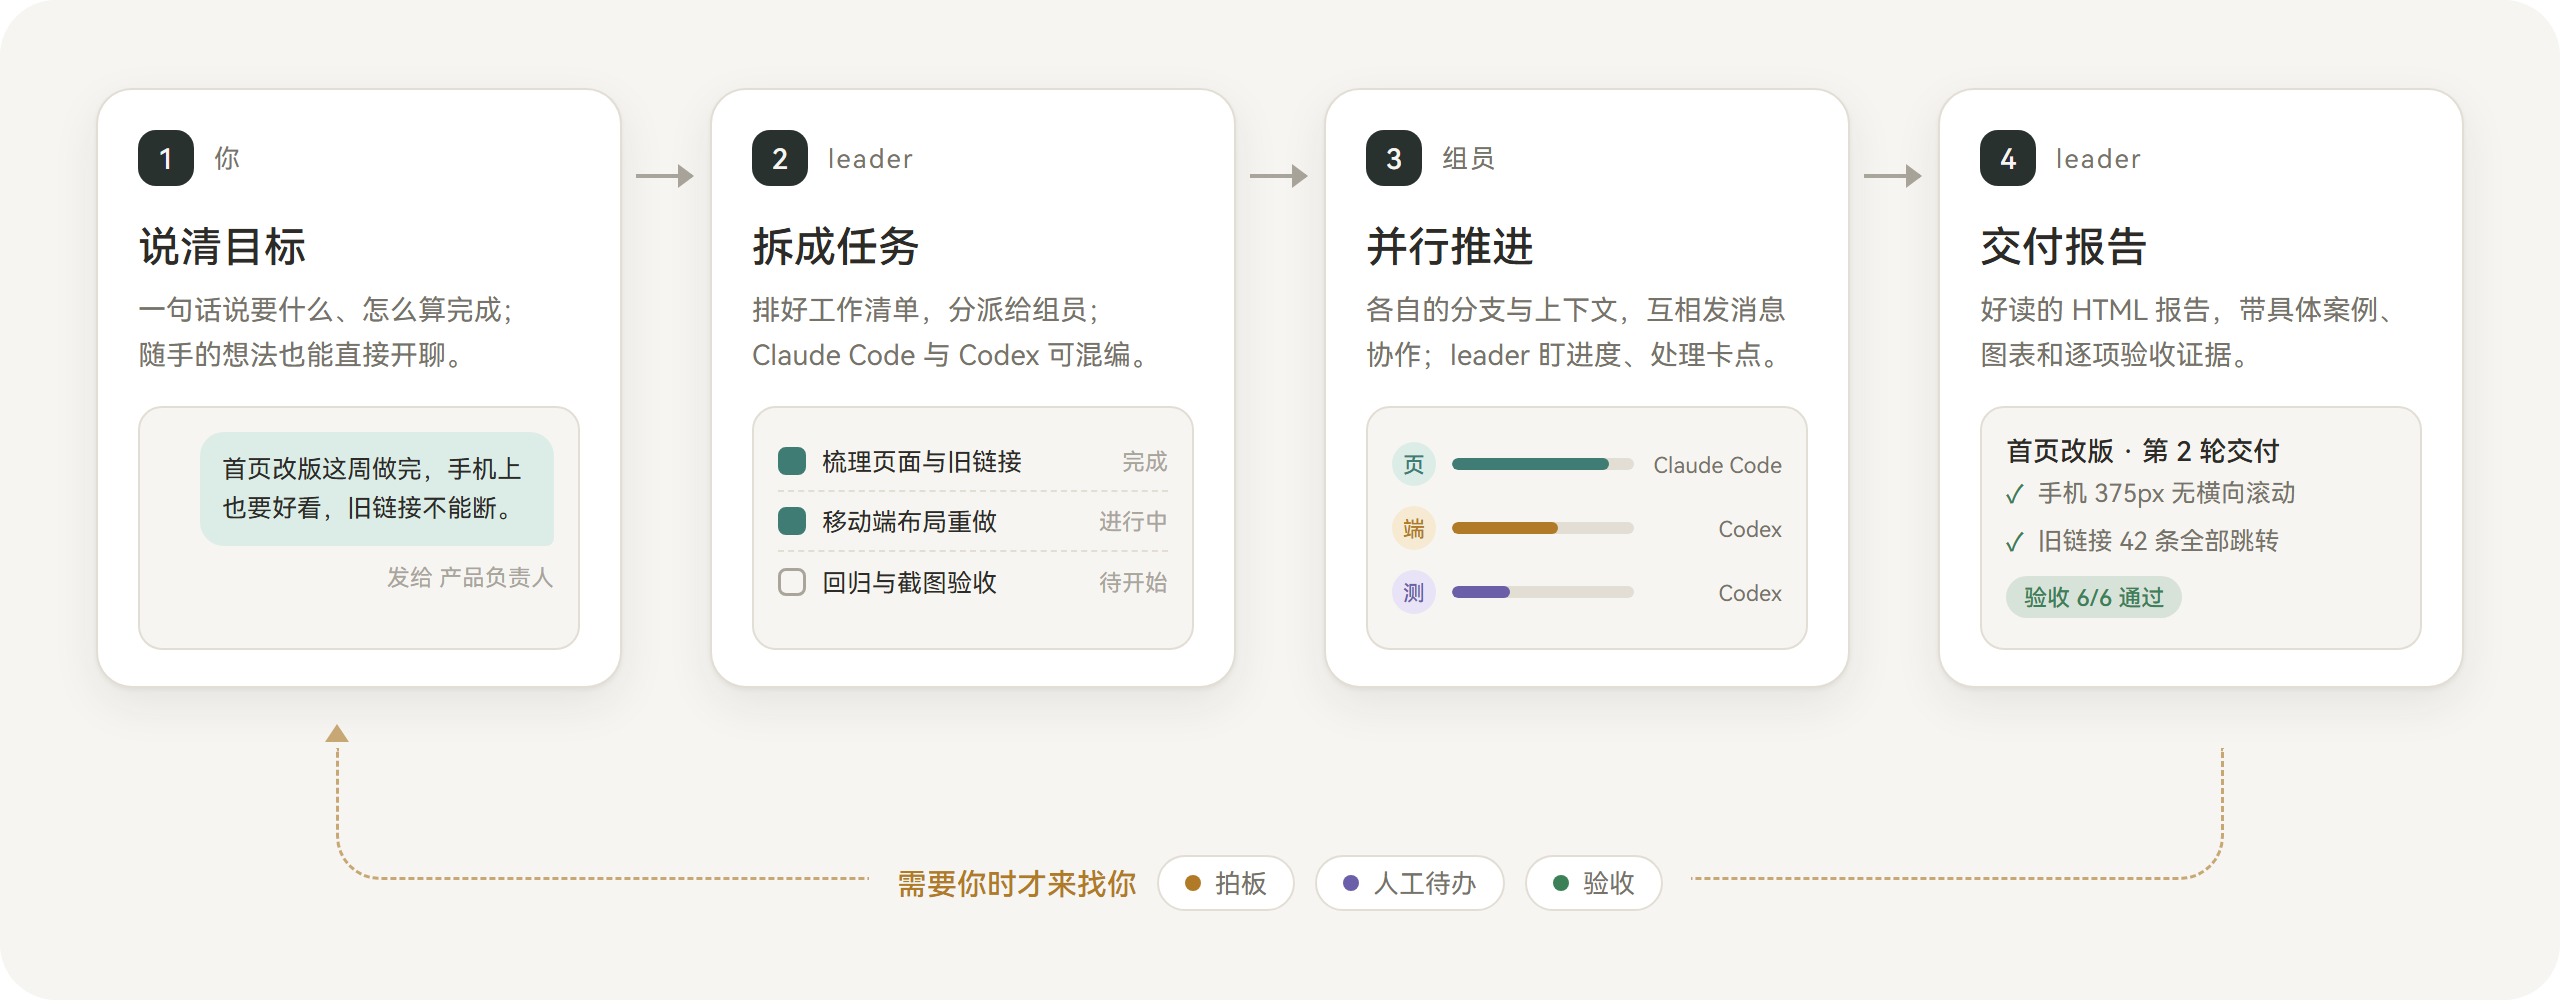 1 你
说清目标
一句话说要什么、怎么算完成；
随手的想法也能直接开聊。
首页改版这周做完，手机上
也要好看，旧链接不能断。
发给 产品负责人
2 leader
拆成任务
排好工作清单，分派给组员；
Claude Code 与 Codex 可混编。
梳理页面与旧链接 完成
移动端布局重做 进行中
回归与截图验收 待开始
3 组员
并行推进
各自的分支与上下文，互相发消息
协作；leader 盯进度、处理卡点。
页 Claude Code
端 Codex
测 Codex
4 leader
交付报告
好读的 HTML 报告，带具体案例、
图表和逐项验收证据。
首页改版 · 第 2 轮交付
✓ 手机 375px 无横向滚动
✓ 旧链接 42 条全部跳转
验收 6/6 通过
需要你时才来找你 拍板 人工待办 验收